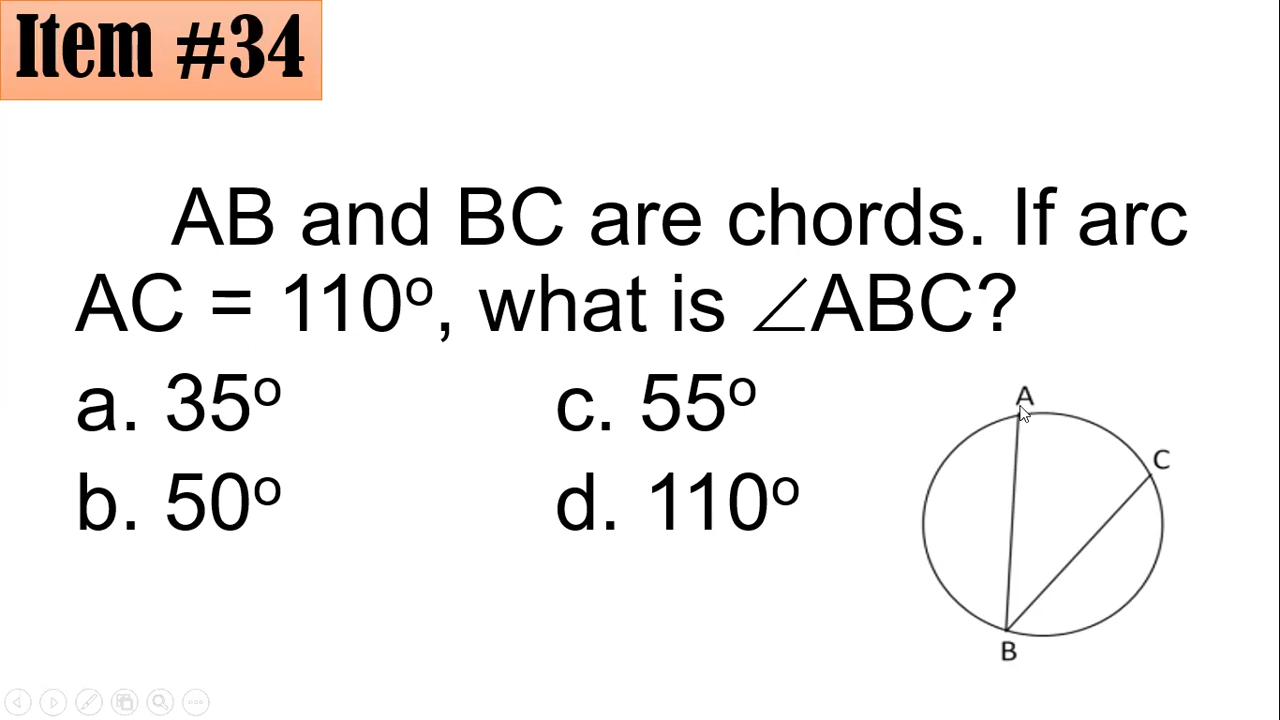 Item #34
AB and BC are chords. If arc
AC = 110º, what is ∠ABC?
a. 35º c. 55º
b. 50º d. 110º
A
C
B